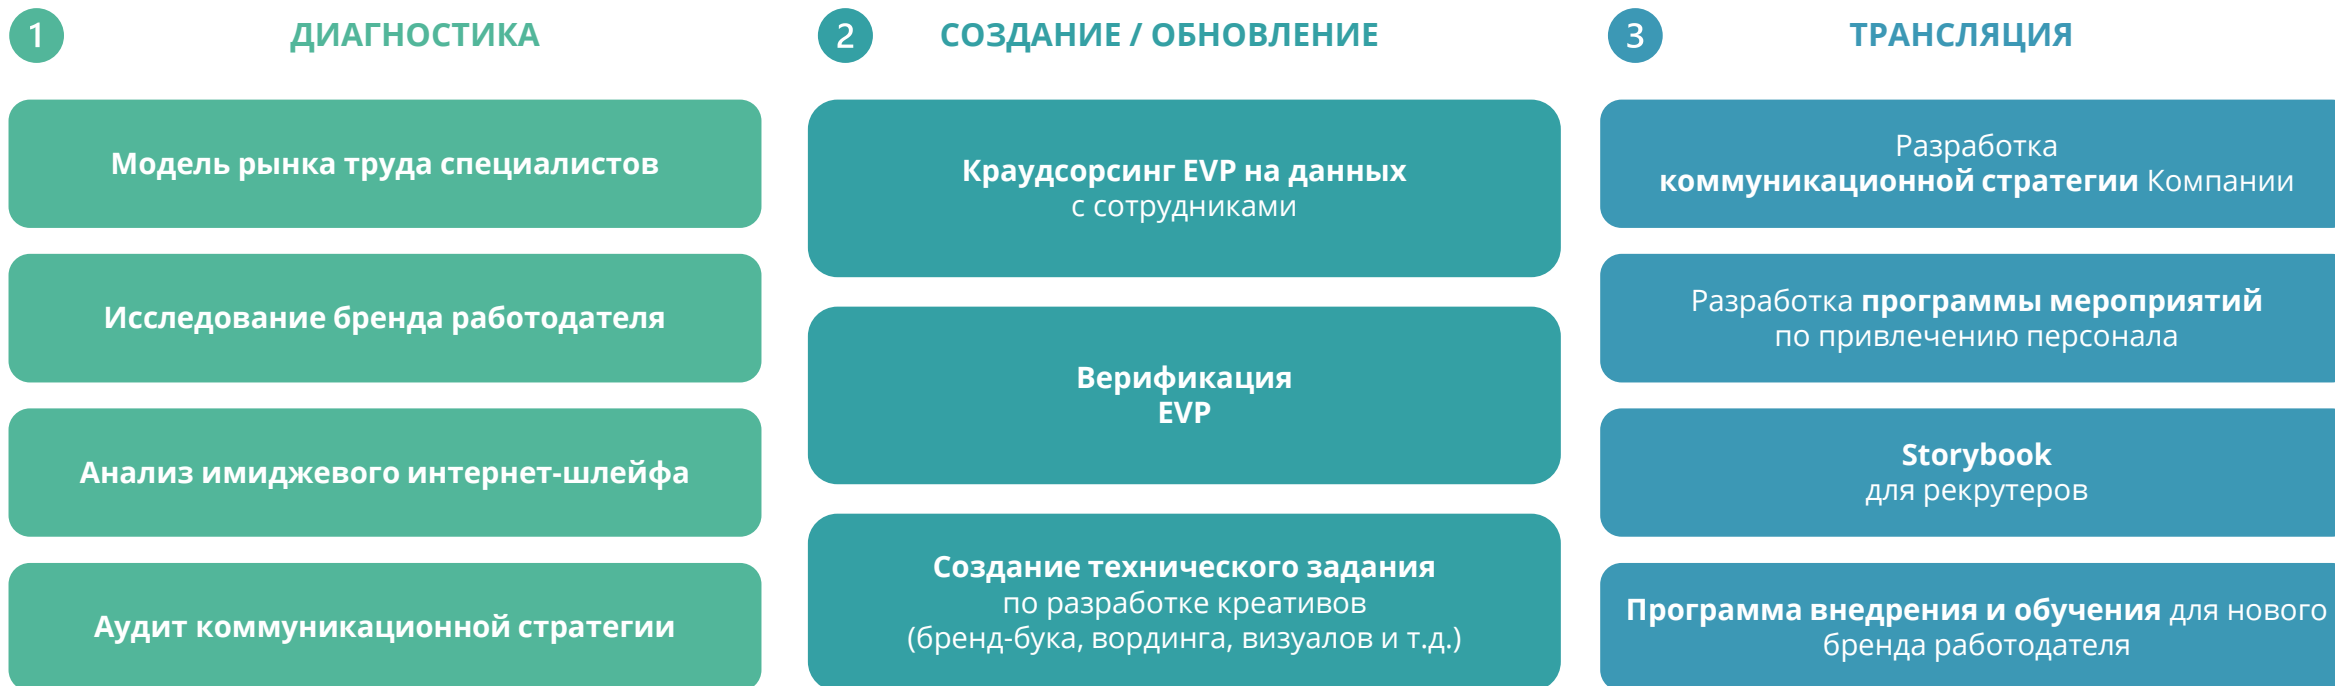 1
ДИАГНОСТИКА
Модель рынка труда специалистов
Исследование бренда работодателя
Анализ имиджевого интернет-шлейфа
Аудит коммуникационной стратегии
2
СОЗДАНИЕ / ОБНОВЛЕНИЕ
Краудсорсинг EVP на данных
с сотрудниками
Верификация
EVP
Создание технического задания
по разработке креативов
(бренд-бука, вординга, визуалов и т.д.)
3
ТРАНСЛЯЦИЯ
Разработка
коммуникационной стратегии Компании
Разработка программы мероприятий
по привлечению персонала
Storybook
для рекрутеров
Программа внедрения и обучения для нового
бренда работодателя